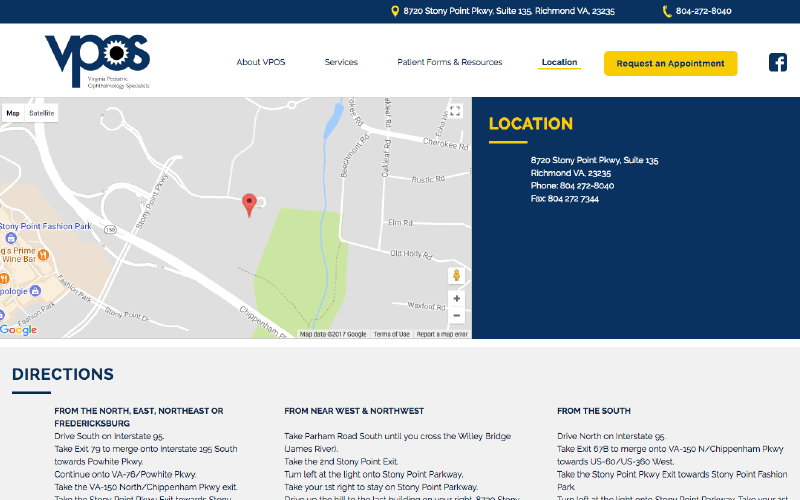 8720 Stony Point Pkwy, Suite 135, Richmond VA, 23235
804-272-8040
VPOS
Virginia Pediatric
Ophthalmology Specialists
About VPOS
Services
Patient Forms & Resources
Location
Request an Appointment
Map
Satellite
Cherokee Rd
Echo Ho
Beechmont Rd
Oakleaf Rd
Rustic Rd
Stony Point Pkwy
Elm Rd
150
Stony Point Fashion Park
Old Holly Rd
g's Prime
Wine Bar
apologie
Fashion Park
Fashion Park
Stony Point Dr
Waxford Rd
Chippenham P
Google
Map data ©2017 Google
Terms of Use
Report a map error
LOCATION
8720 Stony Point Pkwy, Suite 135
Richmond VA, 23235
Phone: 804 272-8040
Fax: 804 272 7344
DIRECTIONS
FROM THE NORTH, EAST, NORTHEAST OR
FREDERICKSBURG
Drive South on Interstate 95.
Take Exit 79 to merge onto Interstate 195 South
towards Powhite Pkwy.
Continue onto VA-76/Powhite Pkwy.
Take the VA-150 North/Chippenham Pkwy exit.
Take the Stony Point Pkwy Exit towards Stony
FROM NEAR WEST & NORTHWEST
Take Parham Road South until you cross the Willey Bridge
(James River).
Take the 2nd Stony Point Exit.
Turn left at the light onto Stony Point Parkway.
Take your 1st right to stay on Stony Point Parkway.
Drive up the hill to the last building on your right, 8720 Stony
FROM THE SOUTH
Drive North on Interstate 95.
Take Exit 67B to merge onto VA-150 N/Chippenham Pkwy
towards US-60/US-360 West.
Take the Stony Point Pkwy Exit towards Stony Point Fashion
Park.
Turn left at the light onto Stony Point Parkway. Take your 1st